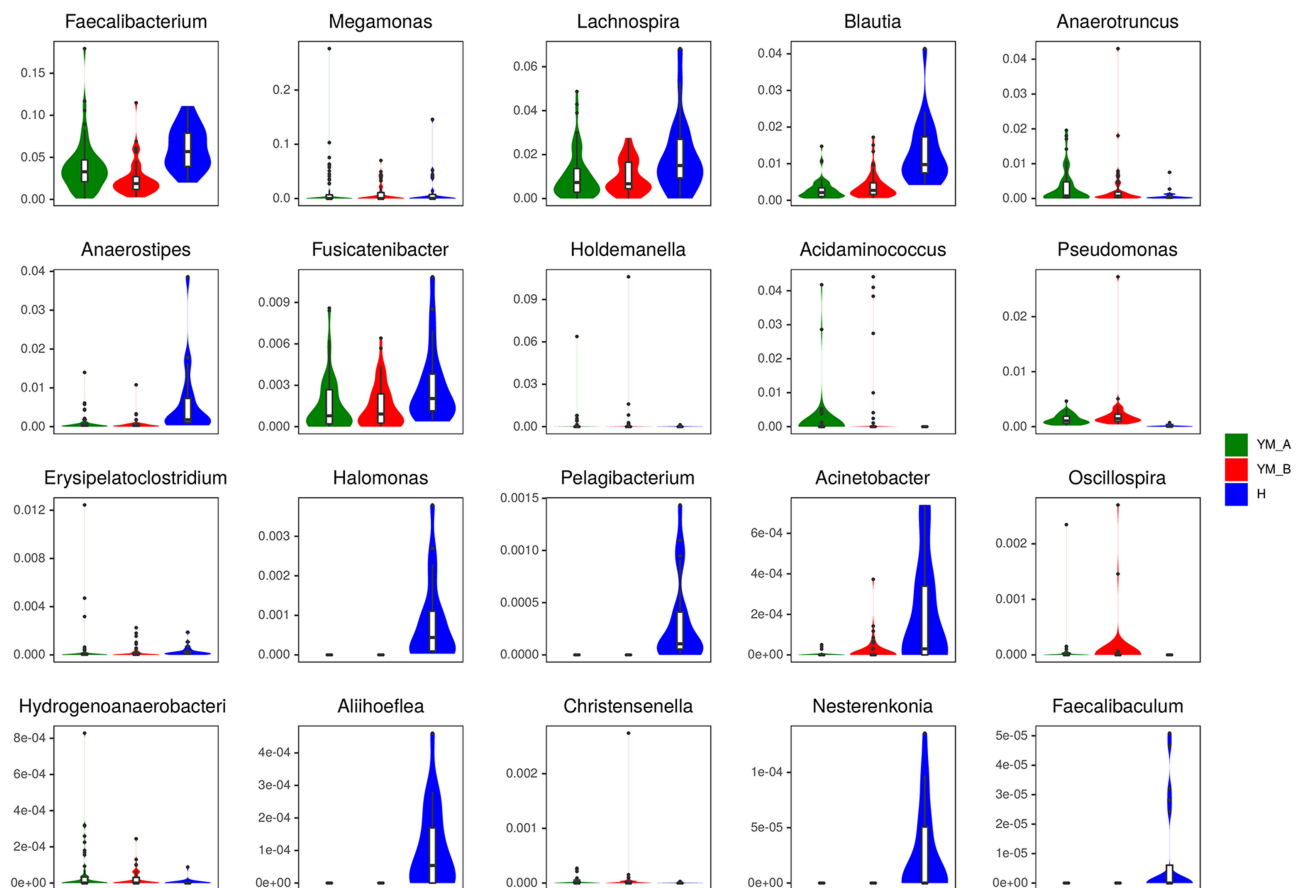 Faecalibacterium
Megamonas
Lachnospira
Blautia
Anaerotruncus
0.15
0.10
0.05
0.00
0.2
0.1
0.0
0.06
0.04
0.02
0.00
0.04
0.03
0.02
0.01
0.00
0.04
0.03
0.02
0.01
0.00
Anaerostipes
Fusicatenibacter
Holdemanella
Acidaminococcus
Pseudomonas
0.04
0.03
0.02
0.01
0.00
0.009
0.006
0.003
0.000
0.09
0.06
0.03
0.00
0.04
0.03
0.02
0.01
0.00
0.02
0.01
0.00
YM_A
YM_B
H
Erysipelatoclostridium
Halomonas
Pelagibacterium
Acinetobacter
Oscillospira
0.012
0.008
0.004
0.000
0.003
0.002
0.001
0.000
0.0015
0.0010
0.0005
0.0000
6e-04
4e-04
2e-04
0e+00
0.002
0.001
0.000
Hydrogenoanaerobacteri
Aliihoeflea
Christensenella
Nesterenkonia
Faecalibaculum
8e-04
6e-04
4e-04
2e-04
0e+00
4e-04
3e-04
2e-04
1e-04
0e+00
0.002
0.001
0.000
1e-04
5e-05
0e+00
5e-05
4e-05
3e-05
2e-05
1e-05
0e+00